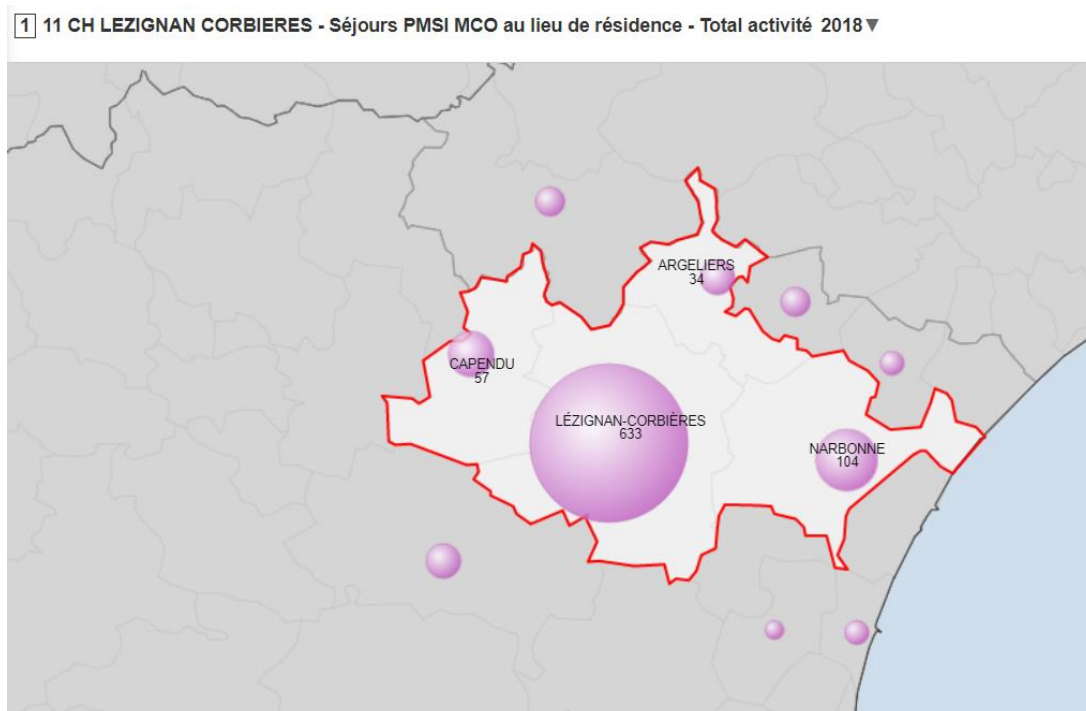 1 11 CH LEZIGNAN CORBIERES - Séjours PMSI MCO au lieu de résidence - Total activité 2018▼
ARGELIERS
34
CAPENDU
57
LÉZIGNAN-CORBIÈRES
633
NARBONNE
104